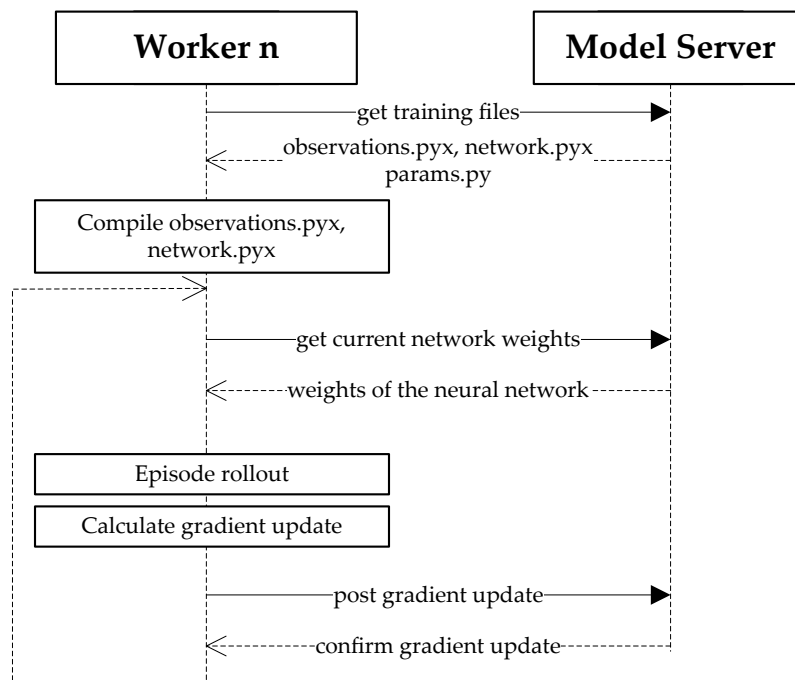 Worker n
Model Server
get training files
observations.pyx, network.pyx
params.py
Compile observations.pyx,
network.pyx
get current network weights
weights of the neural network
Episode rollout
Calculate gradient update
post gradient update
confirm gradient update